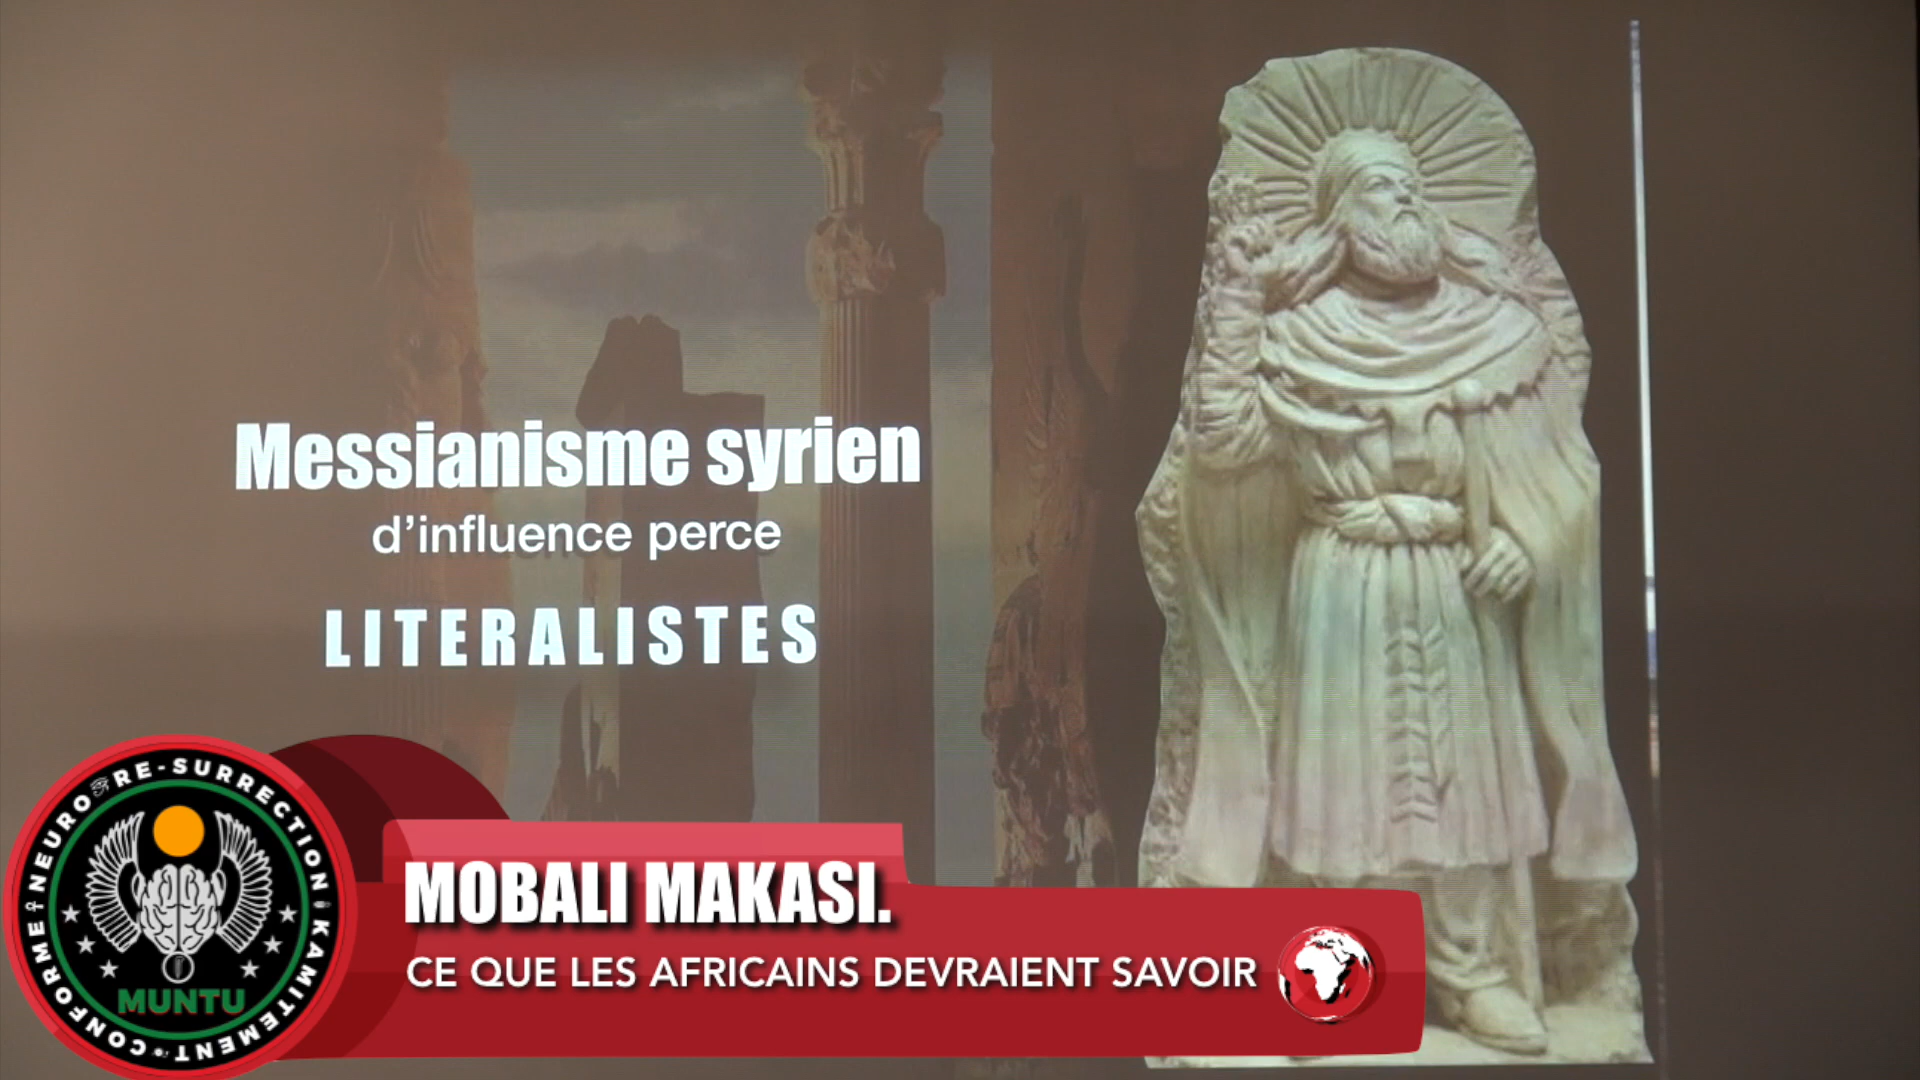 Messianisme syrien
d’influence perce
LITERALISTES
MOBALI MAKASI.
CE QUE LES AFRICAINS DEVRAIENT SAVOIR
NEURO RE-SURRECTION KAMITEMENT CONFORME
MUNTU